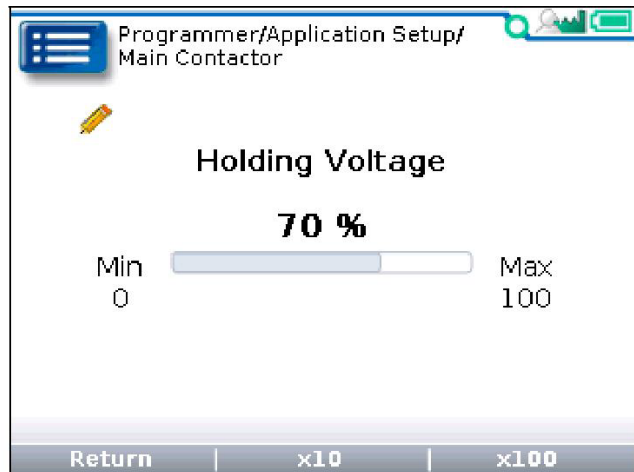 Programmer/Application Setup/
Main Contactor
Holding Voltage
70 %
Min Max
0 100
Return | x10 | x100